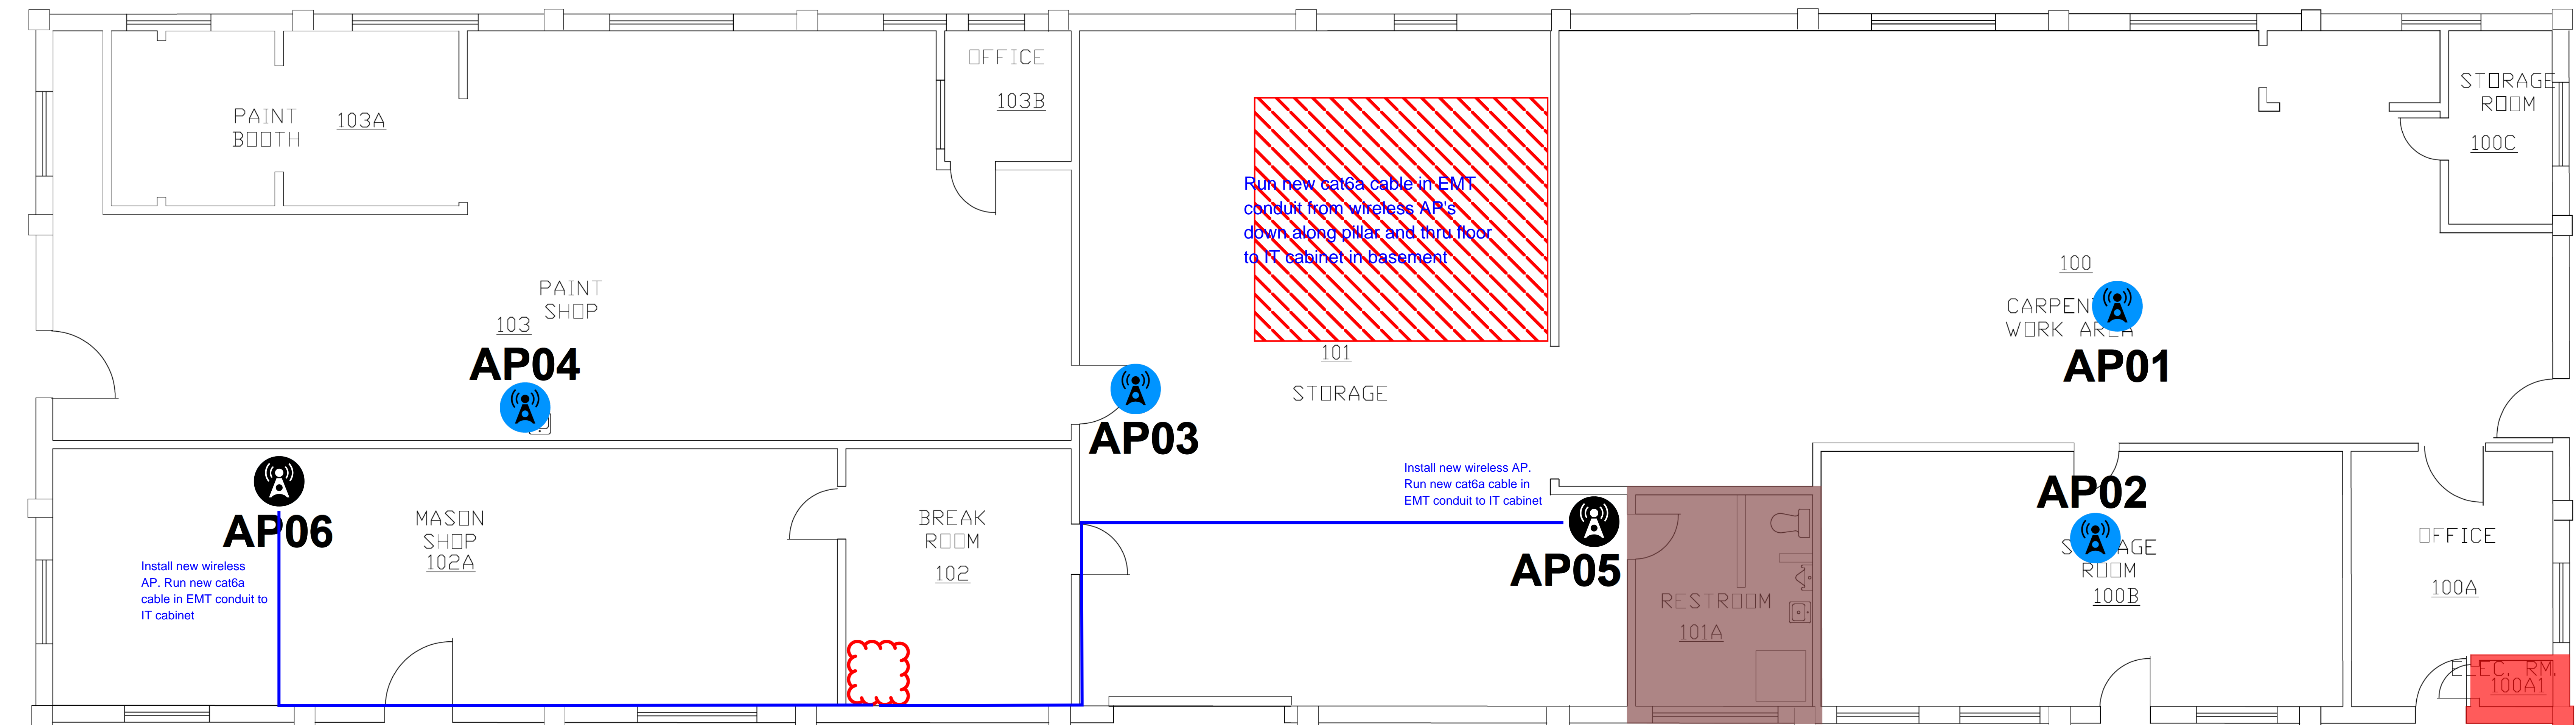 OFFICE
103B
PAINT
BOOTH
103A
STORAGE
ROOM
100C
Run new cat6a cable in EMT
conduit from wireless AP's
down along pillar and thru floor
to IT cabinet in basement
PAINT
SHOP
103
AP04
AP03
101
STORAGE
100
CARPEN
WORK AREA
AP01
AP06
MASON
SHOP
102A
Install new wireless
AP. Run new cat6a
cable in EMT conduit to
IT cabinet
BREAK
ROOM
102
Install new wireless AP.
Run new cat6a cable in
EMT conduit to IT cabinet
AP05
RESTROOM
101A
AP02
AGE
ROOM
100B
OFFICE
100A
ELEC. RM.
100A1